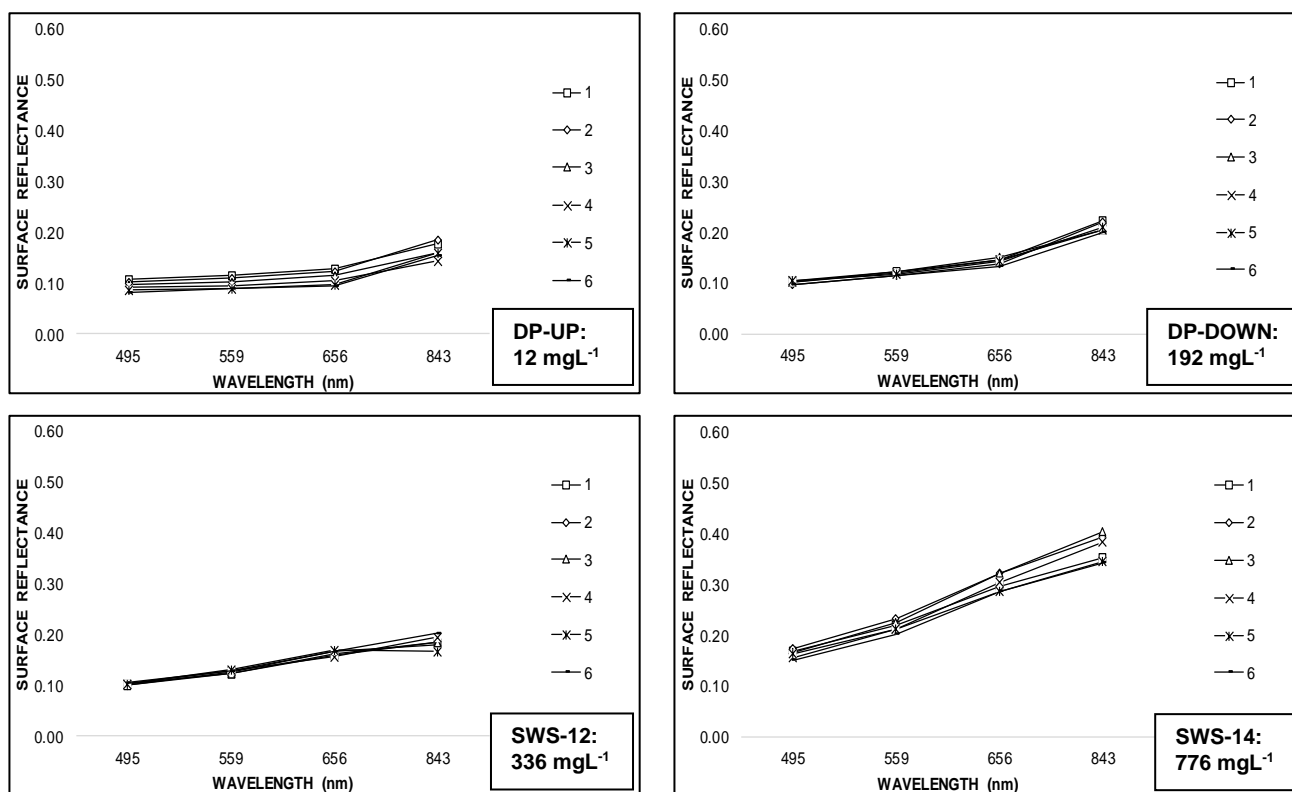 0.60
0.50
0.40
0.30
0.20
0.10
0.00
SURFACE REFLECTANCE
1
2
3
4
5
6
495 559 656 843
WAVELENGTH (nm)
DP-UP:
12 mgL⁻¹
0.60
0.50
0.40
0.30
0.20
0.10
0.00
SURFACE REFLECTANCE
1
2
3
4
5
6
495 559 656 843
WAVELENGTH (nm)
DP-DOWN:
192 mgL⁻¹
0.60
0.50
0.40
0.30
0.20
0.10
0.00
SURFACE REFLECTANCE
1
2
3
4
5
6
495 559 656 843
WAVELENGTH (nm)
SWS-12:
336 mgL⁻¹
0.60
0.50
0.40
0.30
0.20
0.10
0.00
SURFACE REFLECTANCE
1
2
3
4
5
6
495 559 656 843
WAVELENGTH (nm)
SWS-14:
776 mgL⁻¹